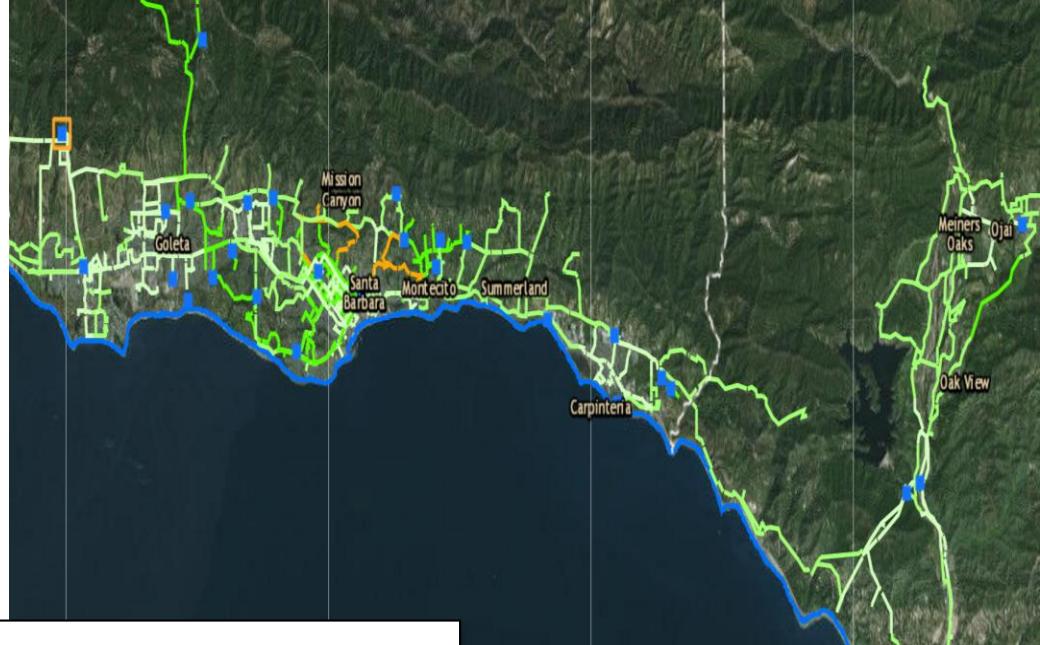 Mission
Canyon
Goleta
Santa
Barbara
Montecito
Summerland
Carpinteria
Meiners
Oaks
Ojai
Oak View